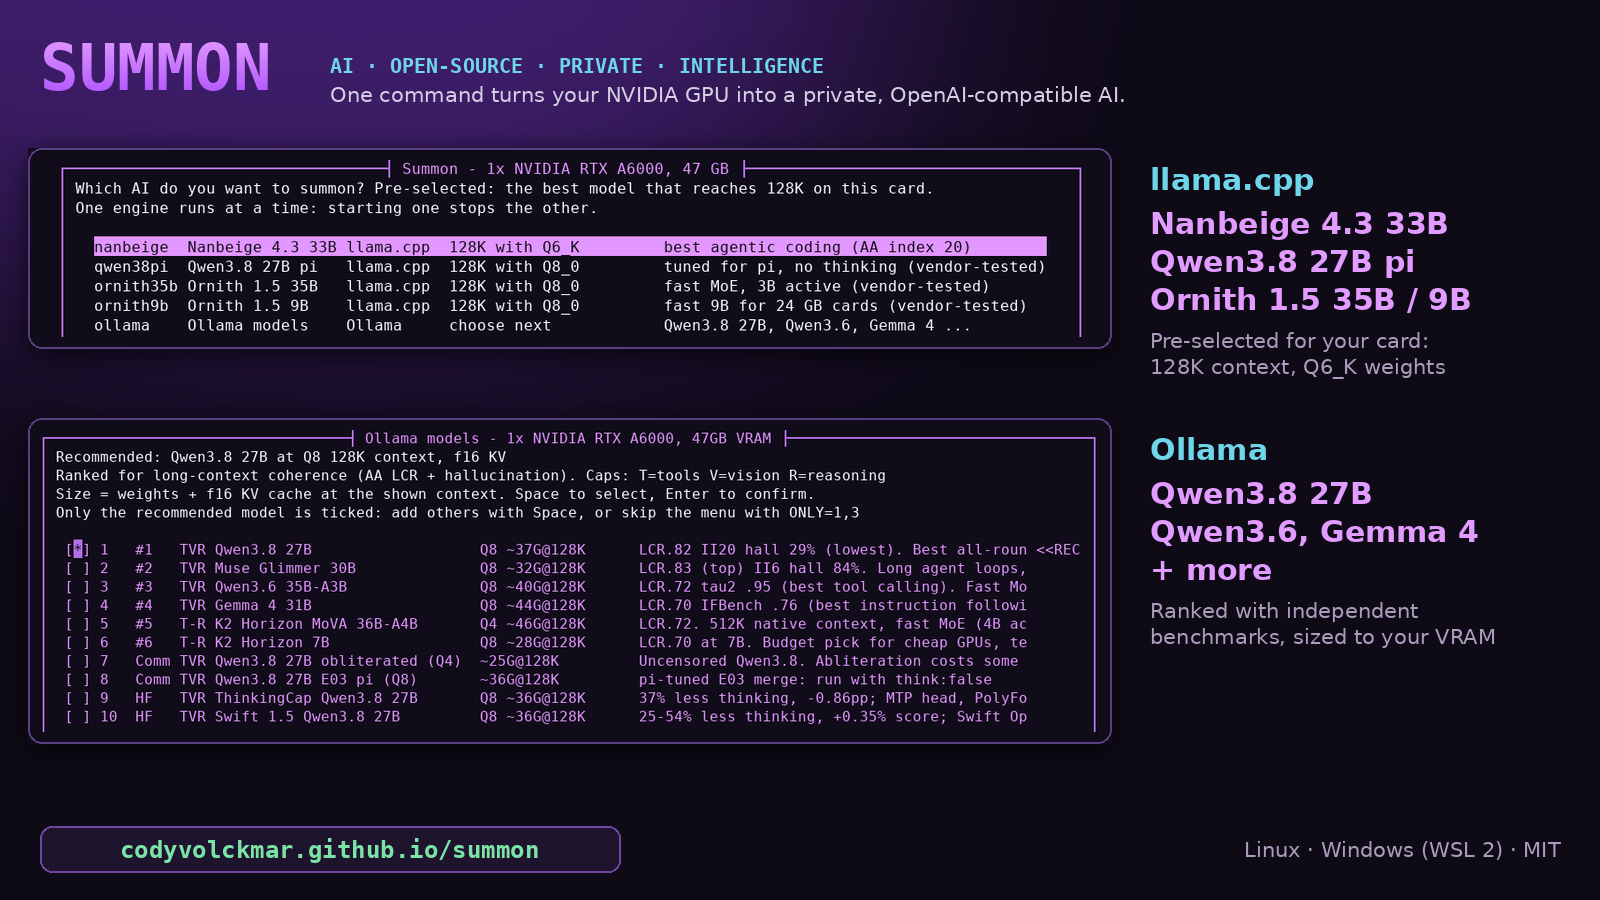 SUMMON
AI · OPEN-SOURCE · PRIVATE · INTELLIGENCE
One command turns your NVIDIA GPU into a private, OpenAI-compatible AI.
Summon - 1x NVIDIA RTX A6000, 47 GB
Which AI do you want to summon? Pre-selected: the best model that reaches 128K on this card.
One engine runs at a time: starting one stops the other.
nanbeige Nanbeige 4.3 33B llama.cpp 128K with Q6_K best agentic coding (AA index 20)
qwen38pi Qwen3.8 27B pi llama.cpp 128K with Q8_0 tuned for pi, no thinking (vendor-tested)
ornith35b Ornith 1.5 35B llama.cpp 128K with Q8_0 fast MoE, 3B active (vendor-tested)
ornith9b Ornith 1.5 9B llama.cpp 128K with Q8_0 fast 9B for 24 GB cards (vendor-tested)
ollama Ollama models Ollama choose next Qwen3.8 27B, Qwen3.6, Gemma 4 ...
llama.cpp
Nanbeige 4.3 33B
Qwen3.8 27B pi
Ornith 1.5 35B / 9B
Pre-selected for your card:
128K context, Q6_K weights
Ollama models - 1x NVIDIA RTX A6000, 47GB VRAM
Recommended: Qwen3.8 27B at Q8 128K context, f16 KV
Ranked for long-context coherence (AA LCR + hallucination). Caps: T=tools V=vision R=reasoning
Size = weights + f16 KV cache at the shown context. Space to select, Enter to confirm.
Only the recommended model is ticked: add others with Space, or skip the menu with ONLY=1,3
[*] 1 #1 TVR Qwen3.8 27B Q8 ~37G@128K LCR.82 II20 hall 29% (lowest). Best all-roun <<REC
[ ] 2 #2 TVR Muse Glimmer 30B Q8 ~32G@128K LCR.83 (top) II6 hall 84%. Long agent loops,
[ ] 3 #3 TVR Qwen3.6 35B-A3B Q8 ~40G@128K LCR.72 tau2 .95 (best tool calling). Fast Mo
[ ] 4 #4 TVR Gemma 4 31B Q8 ~44G@128K LCR.70 IFBench .76 (best instruction followi
[ ] 5 #5 T-R K2 Horizon MoVA 36B-A4B Q4 ~46G@128K LCR.72. 512K native context, fast MoE (4B ac
[ ] 6 #6 T-R K2 Horizon 7B Q8 ~28G@128K LCR.70 at 7B. Budget pick for cheap GPUs, te
[ ] 7 Comm TVR Qwen3.8 27B obliterated (Q4) ~25G@128K Uncensored Qwen3.8. Abliteration costs some
[ ] 8 Comm TVR Qwen3.8 27B E03 pi (Q8) ~36G@128K pi-tuned E03 merge: run with think:false
[ ] 9 HF TVR ThinkingCap Qwen3.8 27B Q8 ~36G@128K 37% less thinking, -0.86pp; MTP head, PolyFo
[ ] 10 HF TVR Swift 1.5 Qwen3.8 27B Q8 ~36G@128K 25-54% less thinking, +0.35% score; Swift Op
Ollama
Qwen3.8 27B
Qwen3.6, Gemma 4
+ more
Ranked with independent
benchmarks, sized to your VRAM
codyvolckmar.github.io/summon
Linux · Windows (WSL 2) · MIT